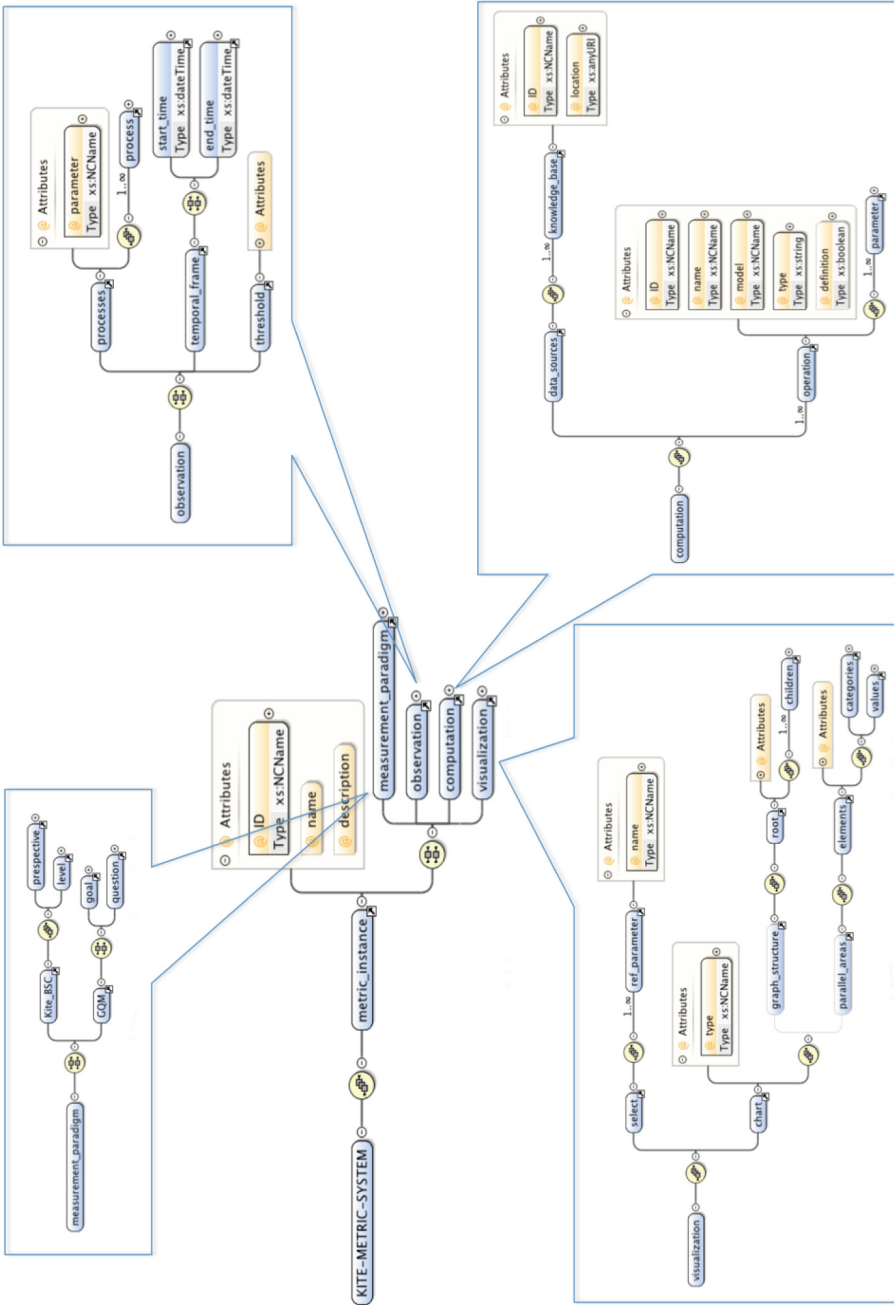 measurement_paradigm
Kite_BSC
prespective
level
GQM
goal
question
observation
processes
@ Attributes
@ parameter
Type xs:NCName
1..∞
process
temporal_frame
start_time
Type xs:dateTime
end_time
Type xs:dateTime
threshold
@ Attributes
KITE-METRIC-SYSTEM
metric_instance
@ Attributes
@ ID
Type xs:NCName
@ name
@ description
measurement_paradigm
observation
computation
visualization
visualization
select
1..∞
ref_parameter
@ Attributes
@ name
Type xs:NCName
chart
@ Attributes
@ type
Type xs:NCName
graph_structure
root
@ Attributes
1..∞
children
parallel_areas
elements
@ Attributes
categories
values
computation
data_sources
1..∞
knowledge_base
@ Attributes
@ ID
Type xs:NCName
@ location
Type xs:anyURI
1..∞
operation
@ Attributes
@ ID
Type xs:NCName
@ name
Type xs:NCName
@ model
Type xs:NCName
@ type
Type xs:string
@ definition
Type xs:boolean
1..∞
parameter